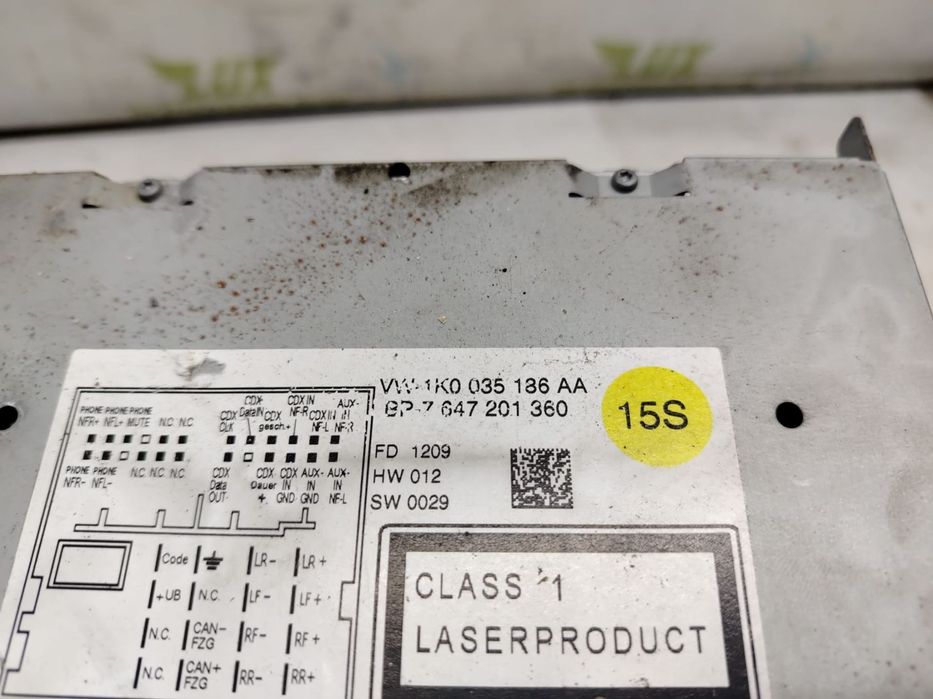 LUX
LUX
VW-1K0 035 186 AA
BP-7 647 201 360
15S
FD 1209
HW 012
SW 0029
CLASS 1
LASERPRODUCT
PHONE PHONE PHONE
NFR+ NFL+ MUTE N.C. N.C
PHONE PHONE
NFR- NFL-
N.C. N.C. N.C.
CDX-
CDX DataIN CDX
CLK gesch.+
CDX IN
NF-R
CDX IN
NF-L
AUX-
IN
NF-R
CDX
Data
OUT-
CDX
Dauer
+
CDX
IN
GND
AUX-
IN
GND
AUX-
IN
NF-L
Code LR- LR+
+UB N.C. LF- LF+
N.C. CAN-
FZG RF- RF+
N.C. CAN+
FZG RR- RR+